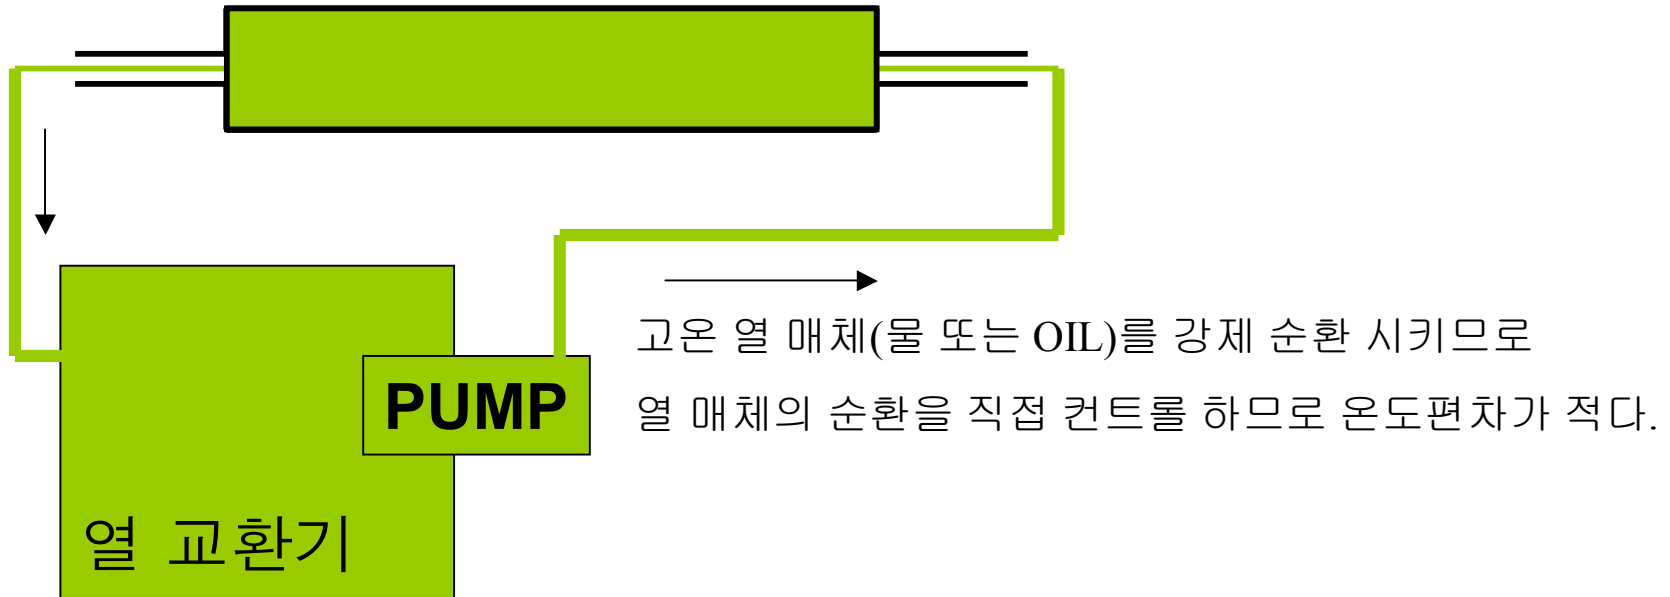 고온 열 매체(물 또는 OIL)를 강제 순환 시키므로
열 매체의 순환을 직접 컨트롤 하므로 온도편차가 적다.
PUMP
열 교환기